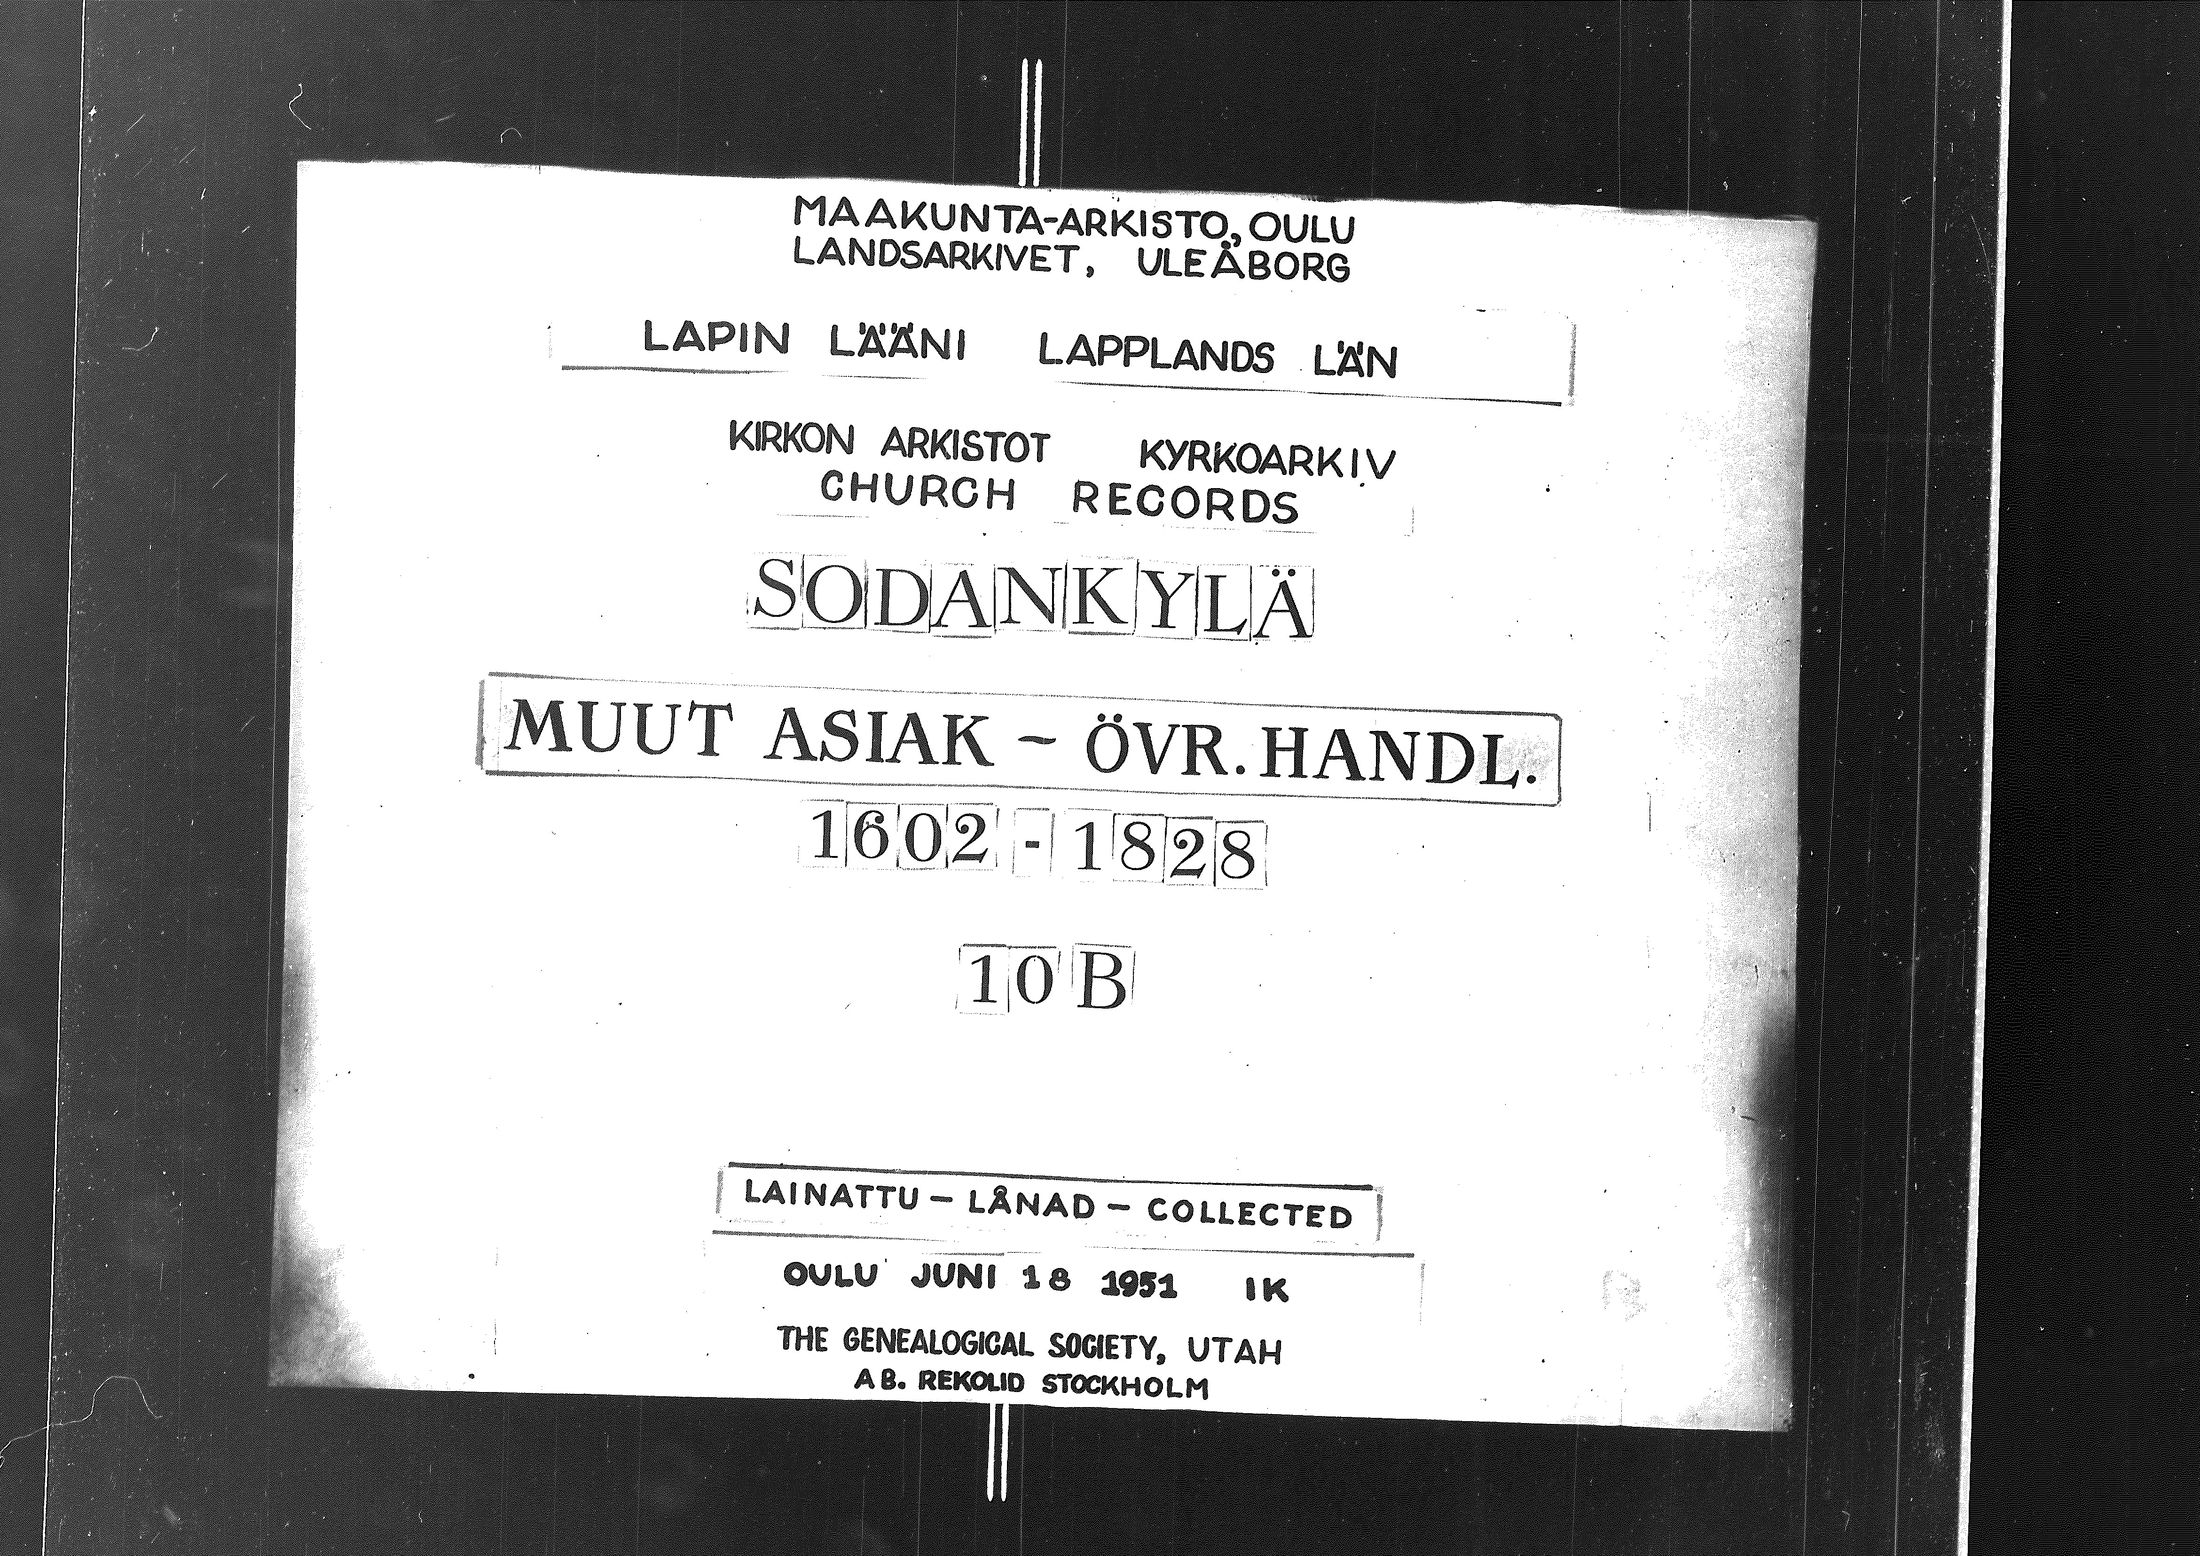 MAAKUNTA-ARKISTO, OULU
LANDSARKIVET, ULEÅBORG
LAPIN LÄÄNI LAPPLANDS LÄN
KIRKON ARKISTOT KYRKOARKIV
CHURCH RECORDS
SODANKYLÄ
MUUT ASIAK - ÖVR. HANDL.
1602 - 1828
10 B
LAINATTU - LÅNAD - COLLECTED
OULU JUNI 18 1951 IK
THE GENEALOGICAL SOCIETY, UTAH
AB. REKOLID STOCKHOLM